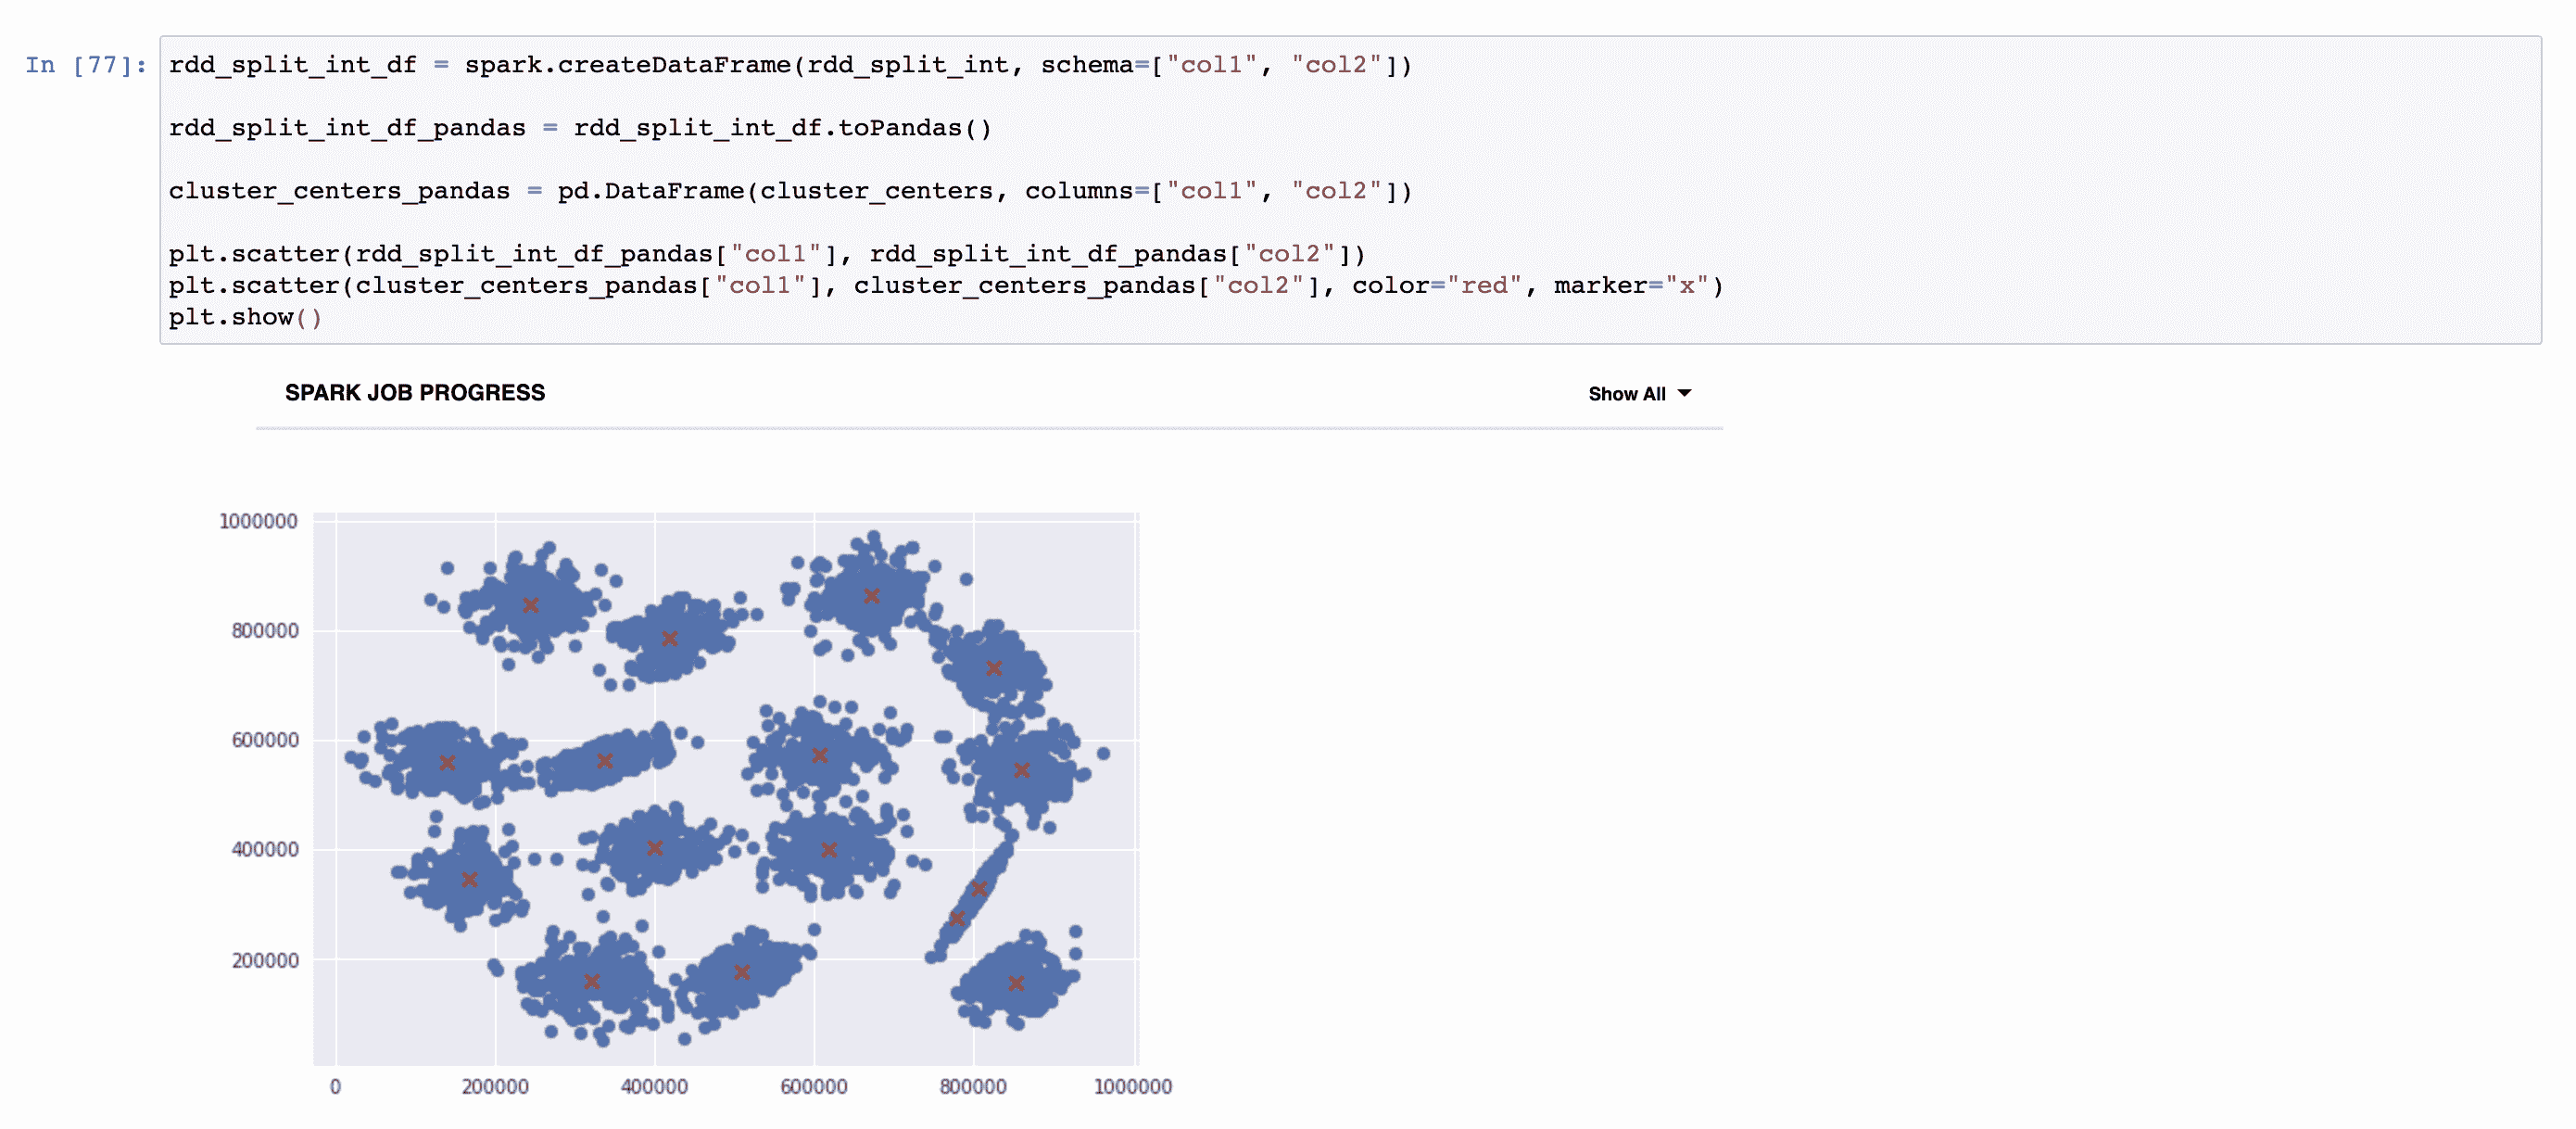 In [77]: rdd_split_int_df = spark.createDataFrame(rdd_split_int, schema=["col1", "col2"])
rdd_split_int_df_pandas = rdd_split_int_df.toPandas()
cluster_centers_pandas = pd.DataFrame(cluster_centers, columns=["col1", "col2"])
plt.scatter(rdd_split_int_df_pandas["col1"], rdd_split_int_df_pandas["col2"])
plt.scatter(cluster_centers_pandas["col1"], cluster_centers_pandas["col2"], color="red", marker="x")
plt.show()
SPARK JOB PROGRESS Show All
1000000
800000
600000
400000
200000
0 200000 400000 600000 800000 1000000